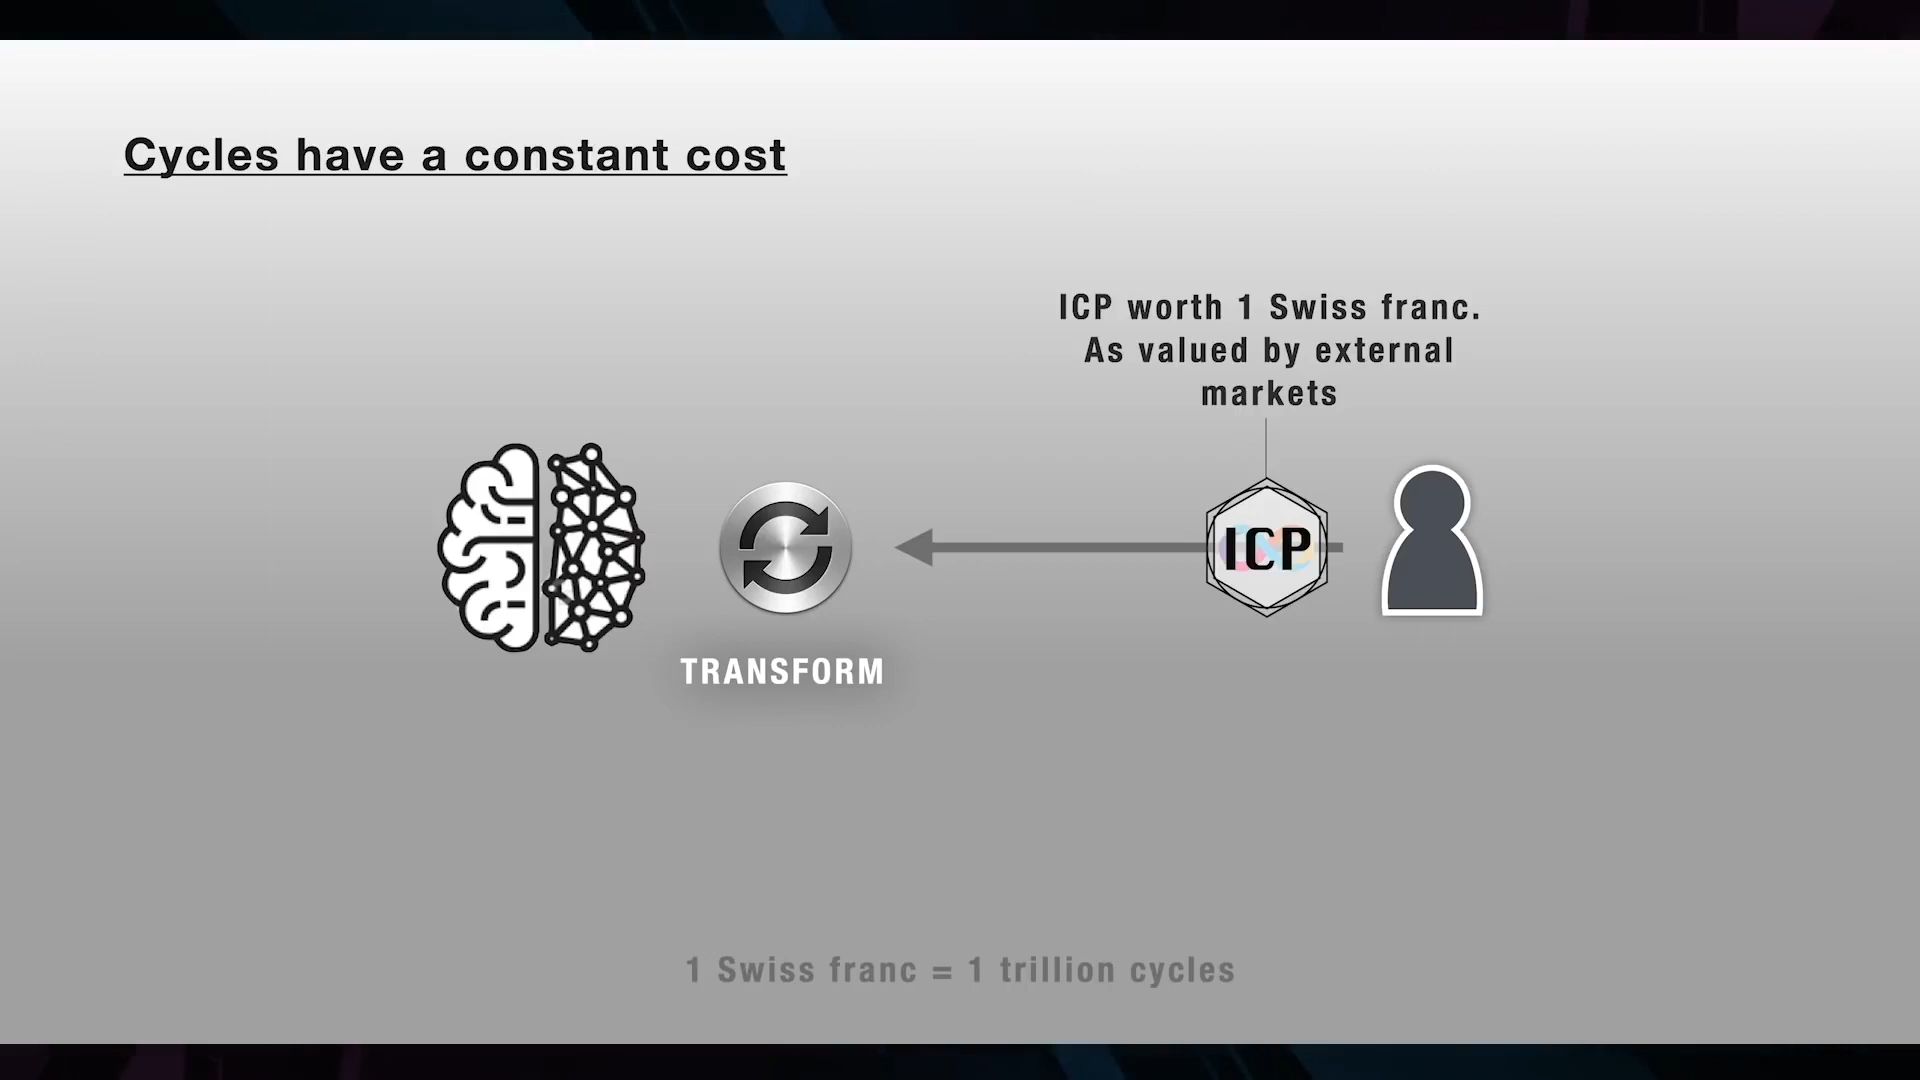 Cycles have a constant cost
ICP worth 1 Swiss franc.
As valued by external
markets
ICP
TRANSFORM
1 Swiss franc = 1 trillion cycles